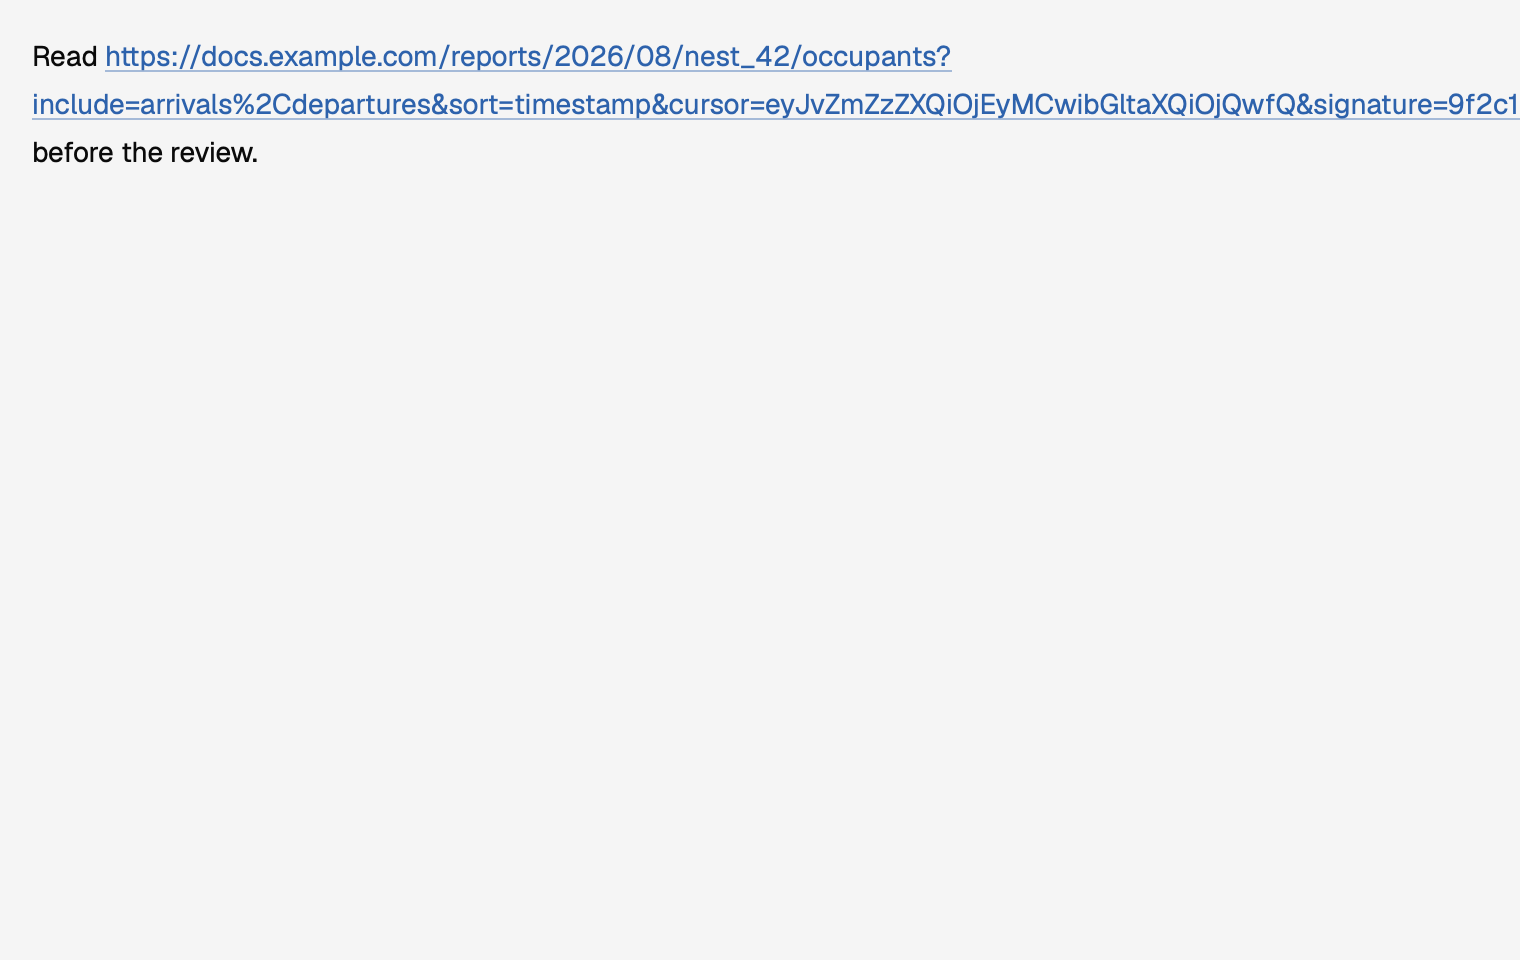 Read https://docs.example.com/reports/2026/08/nest_42/occupants?
include=arrivals%2Cdepartures&sort=timestamp&cursor=eyJvZmZzZXQiOjEyMCwibGltaXQiOjQwfQ&signature=9f2c1
before the review.